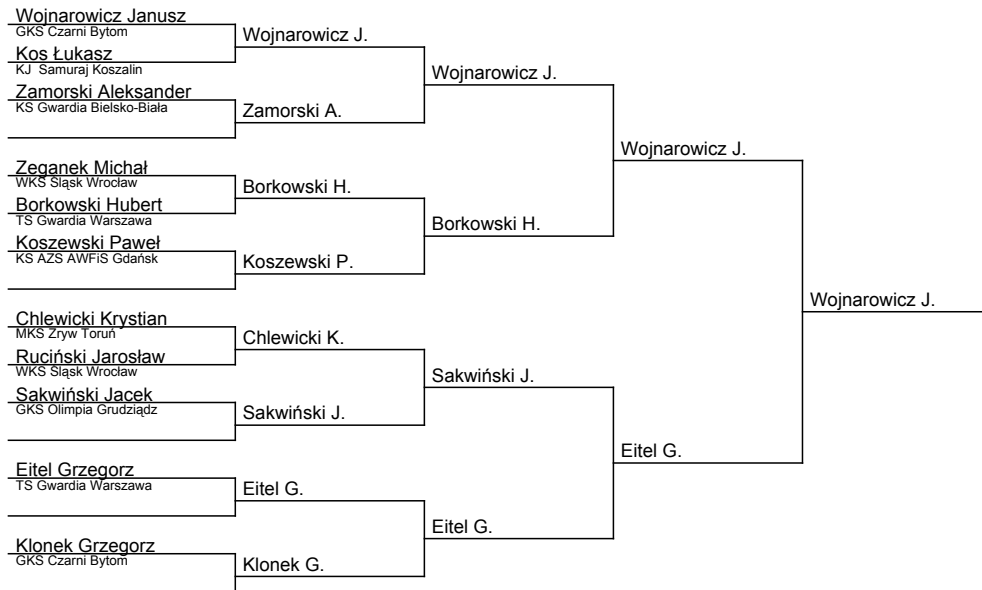 Wojnarowicz Janusz
GKS Czarni Bytom
Wojnarowicz J.
Kos Łukasz
KJ  Samuraj Koszalin
Wojnarowicz J.
Zamorski Aleksander
KS Gwardia Bielsko-Biała
Zamorski A.
Wojnarowicz J.
Zeganek Michał
WKS Śląsk Wrocław
Borkowski H.
Borkowski Hubert
TS Gwardia Warszawa
Borkowski H.
Koszewski Paweł
KS AZS AWFiS Gdańsk
Koszewski P.
Wojnarowicz J.
Chlewicki Krystian
MKS Zryw Toruń
Chlewicki K.
Ruciński Jarosław
WKS Śląsk Wrocław
Sakwiński J.
Sakwiński Jacek
GKS Olimpia Grudziądz
Sakwiński J.
Eitel G.
Eitel Grzegorz
TS Gwardia Warszawa
Eitel G.
Eitel G.
Klonek Grzegorz
GKS Czarni Bytom
Klonek G.